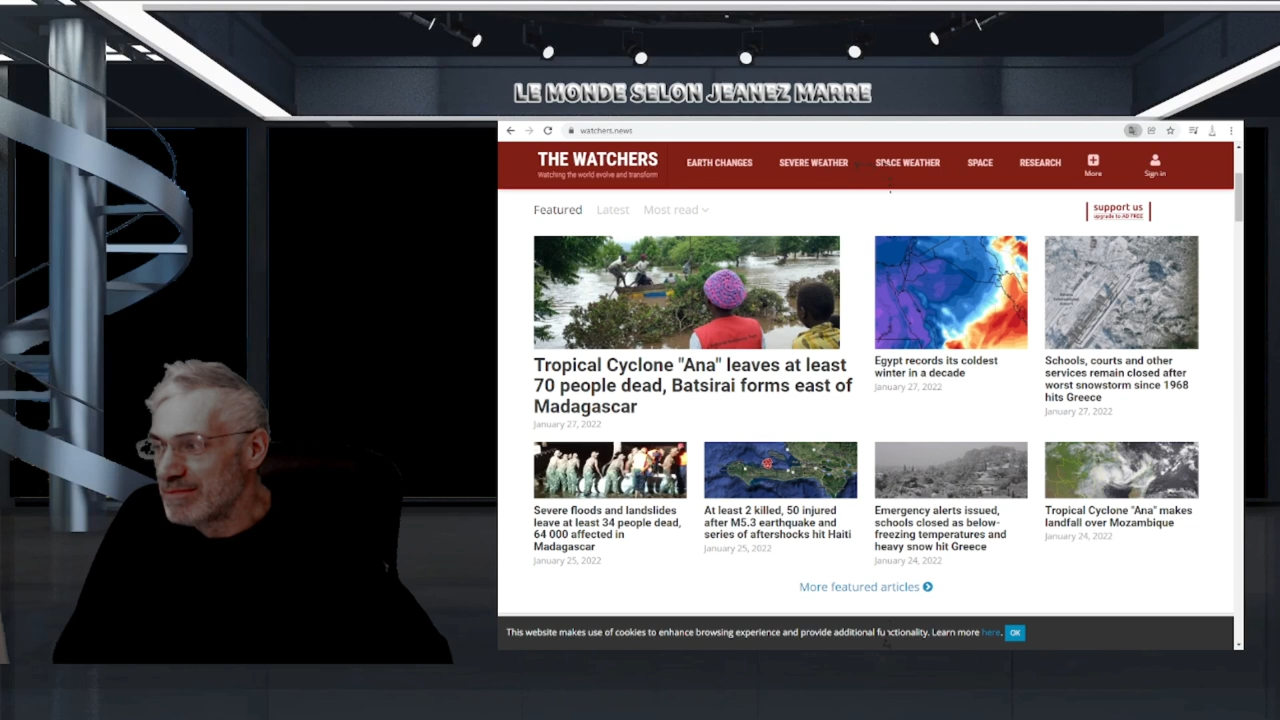 LE MONDE SELON JEANEZ MARRE
watchers.news
THE WATCHERS
Watching the world evolve and transform
EARTH CHANGES
SEVERE WEATHER
SPACE WEATHER
SPACE
RESEARCH
More
Sign in
Featured
Latest
Most read
support us
upgrade to AD FREE
Tropical Cyclone "Ana" leaves at least
70 people dead, Batsirai forms east of
Madagascar
January 27, 2022
Egypt records its coldest
winter in a decade
January 27, 2022
Schools, courts and other
services remain closed after
worst snowstorm since 1968
hits Greece
January 27, 2022
Severe floods and landslides
leave at least 34 people dead,
64 000 affected in
Madagascar
January 25, 2022
At least 2 killed, 50 injured
after M5.3 earthquake and
series of aftershocks hit Haiti
January 25, 2022
Emergency alerts issued,
schools closed as below-
freezing temperatures and
heavy snow hit Greece
January 24, 2022
Tropical Cyclone "Ana" makes
landfall over Mozambique
January 24, 2022
More featured articles
This website makes use of cookies to enhance browsing experience and provide additional functionality. Learn more here. OK